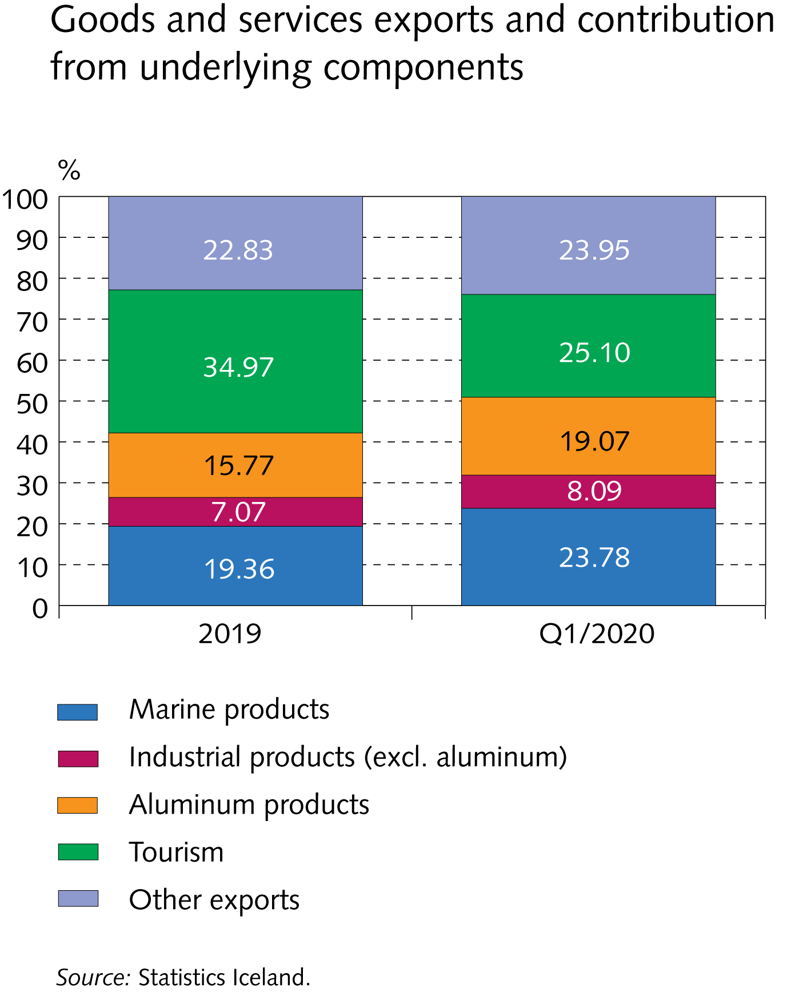 Goods and services exports and contribution
from underlying components
%
100
90
80
70
60
50
40
30
20
10
0
22.83
34.97
15.77
7.07
19.36
23.95
25.10
19.07
8.09
23.78
2019
Q1/2020
Marine products
Industrial products (excl. aluminum)
Aluminum products
Tourism
Other exports
Source: Statistics Iceland.